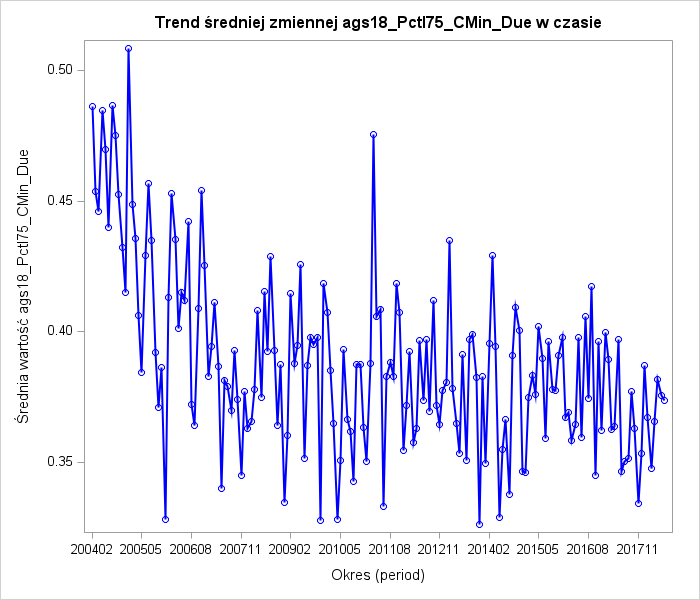 Trend średniej zmiennej ags18_Pctl75_CMin_Due w czasie
Średnia wartość ags18_Pctl75_CMin_Due
0.50
0.45
0.40
0.35
200402 200505 200608 200711 200902 201005 201108 201211 201402 201505 201608 201711
Okres (period)